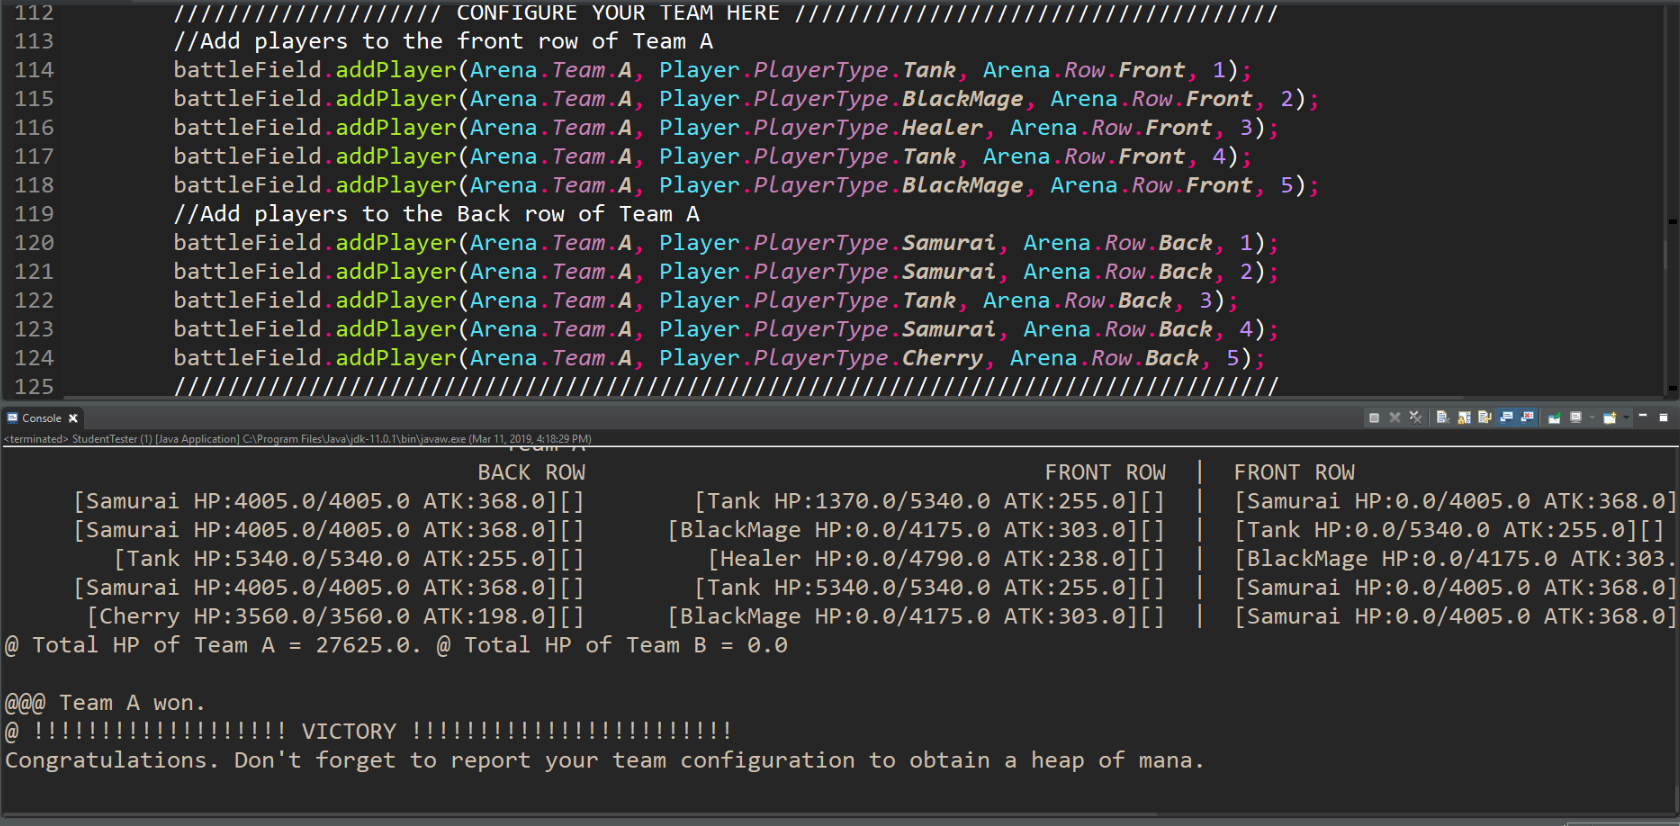 112 //////////////////// CONFIGURE YOUR TEAM HERE ////////////////////////////////////
113 //Add players to the front row of Team A
114 battleField.addPlayer(Arena.Team.A, Player.PlayerType.Tank, Arena.Row.Front, 1);
115 battleField.addPlayer(Arena.Team.A, Player.PlayerType.BlackMage, Arena.Row.Front, 2);
116 battleField.addPlayer(Arena.Team.A, Player.PlayerType.Healer, Arena.Row.Front, 3);
117 battleField.addPlayer(Arena.Team.A, Player.PlayerType.Tank, Arena.Row.Front, 4);
118 battleField.addPlayer(Arena.Team.A, Player.PlayerType.BlackMage, Arena.Row.Front, 5);
119 //Add players to the Back row of Team A
120 battleField.addPlayer(Arena.Team.A, Player.PlayerType.Samurai, Arena.Row.Back, 1);
121 battleField.addPlayer(Arena.Team.A, Player.PlayerType.Samurai, Arena.Row.Back, 2);
122 battleField.addPlayer(Arena.Team.A, Player.PlayerType.Tank, Arena.Row.Back, 3);
123 battleField.addPlayer(Arena.Team.A, Player.PlayerType.Samurai, Arena.Row.Back, 4);
124 battleField.addPlayer(Arena.Team.A, Player.PlayerType.Cherry, Arena.Row.Back, 5);
125 //////////////////////////////////////////////////////////////////////////////////
Console
<terminated> StudentTester (1) [Java Application] C:\Program Files\Java\jdk-11.0.1\bin\javaw.exe (Mar 11, 2019, 4:18:29 PM)
Team A
BACK ROW FRONT ROW | FRONT ROW
[Samurai HP:4005.0/4005.0 ATK:368.0][] [Tank HP:1370.0/5340.0 ATK:255.0][] | [Samurai HP:0.0/4005.0 ATK:368.0]
[Samurai HP:4005.0/4005.0 ATK:368.0][] [BlackMage HP:0.0/4175.0 ATK:303.0][] | [Tank HP:0.0/5340.0 ATK:255.0][]
[Tank HP:5340.0/5340.0 ATK:255.0][] [Healer HP:0.0/4790.0 ATK:238.0][] | [BlackMage HP:0.0/4175.0 ATK:303.
[Samurai HP:4005.0/4005.0 ATK:368.0][] [Tank HP:5340.0/5340.0 ATK:255.0][] | [Samurai HP:0.0/4005.0 ATK:368.0]
[Cherry HP:3560.0/3560.0 ATK:198.0][] [BlackMage HP:0.0/4175.0 ATK:303.0][] | [Samurai HP:0.0/4005.0 ATK:368.0]
@ Total HP of Team A = 27625.0. @ Total HP of Team B = 0.0
@@@ Team A won.
@ !!!!!!!!!!!!!!!!!!! VICTORY !!!!!!!!!!!!!!!!!!!!!!!!
Congratulations. Don't forget to report your team configuration to obtain a heap of mana.